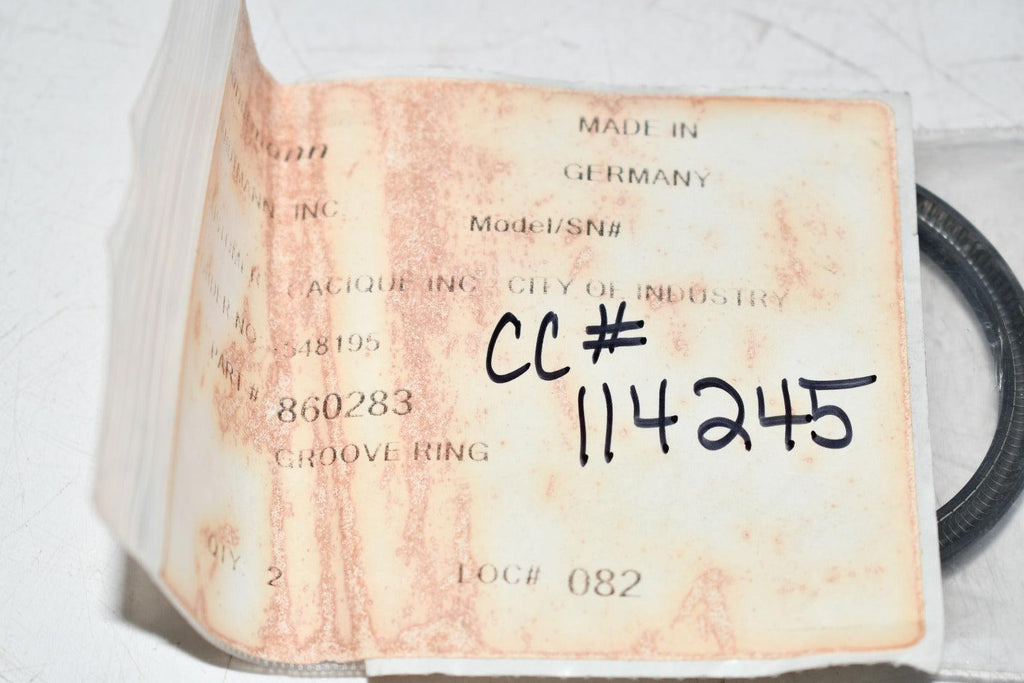 MADE IN
GERMANY
INC.
Model/SN#
CACIQUE INC CITY OF INDUSTRY
CC#
548195
114245
PART #
860283
GROOVE RING
QTY 2 LOC# 082